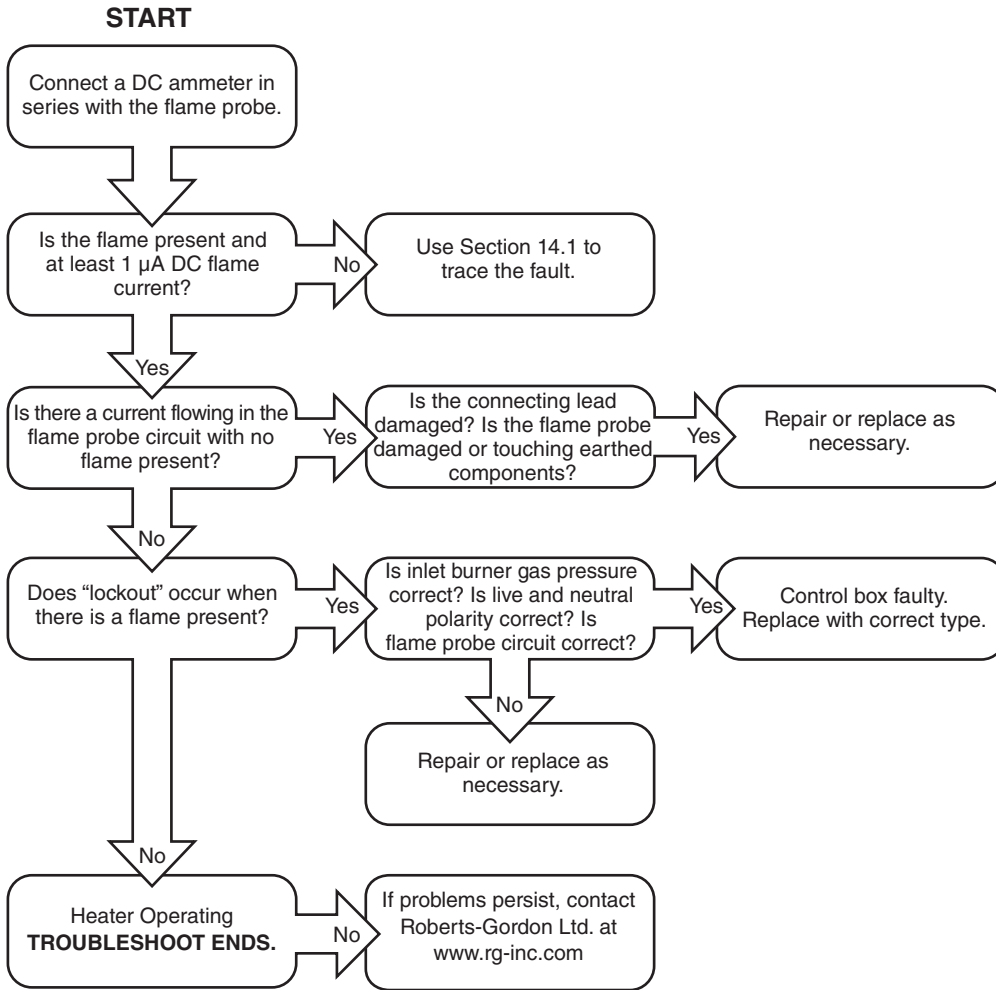 START
Connect a DC ammeter in
series with the flame probe.
Is the flame present and
at least 1 µA DC flame
current?
No
Use Section 14.1 to
trace the fault.
Yes
Is there a current flowing in the
flame probe circuit with no
flame present?
Yes
Is the connecting lead
damaged? Is the flame probe
damaged or touching earthed
components?
Yes
Repair or replace as
necessary.
No
Does “lockout” occur when
there is a flame present?
Yes
Is inlet burner gas pressure
correct? Is live and neutral
polarity correct? Is
flame probe circuit correct?
Yes
Control box faulty.
Replace with correct type.
No
Repair or replace as
necessary.
No
Heater Operating
TROUBLESHOOT ENDS.
No
If problems persist, contact
Roberts-Gordon Ltd. at
www.rg-inc.com